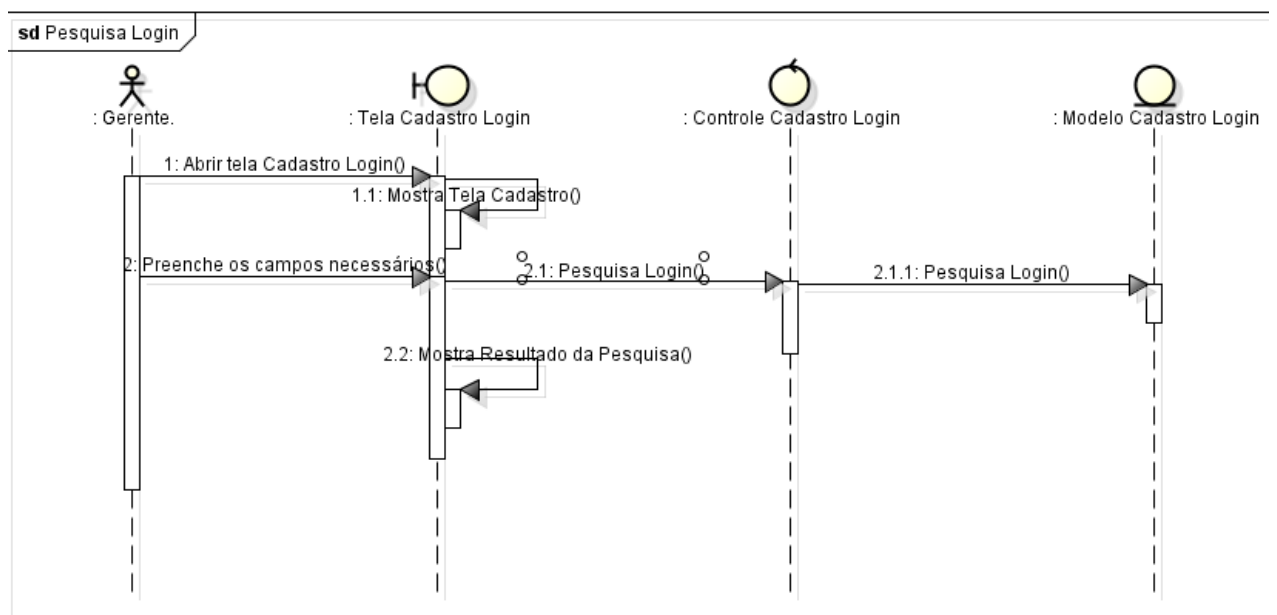 sd Pesquisa Login
: Gerente.
: Tela Cadastro Login
: Controle Cadastro Login
: Modelo Cadastro Login
1: Abrir tela Cadastro Login()
1.1: Mostra Tela Cadastro()
2: Preenche os campos necessários()
2.1: Pesquisa Login()
2.1.1: Pesquisa Login()
2.2: Mostra Resultado da Pesquisa()